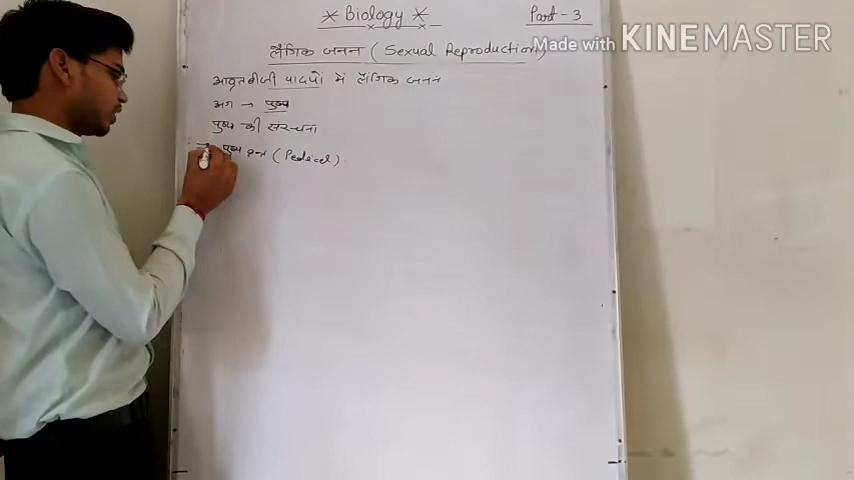 Biology
Part - 3
Made with KINEMASTER
लैंगिक जनन ( Sexual Reproduction )
आवृतबीजी पादपों में लैंगिक जनन
अंग → पुष्प
पुष्प की संरचना
→ पुष्प वृन्त ( Pedicel )